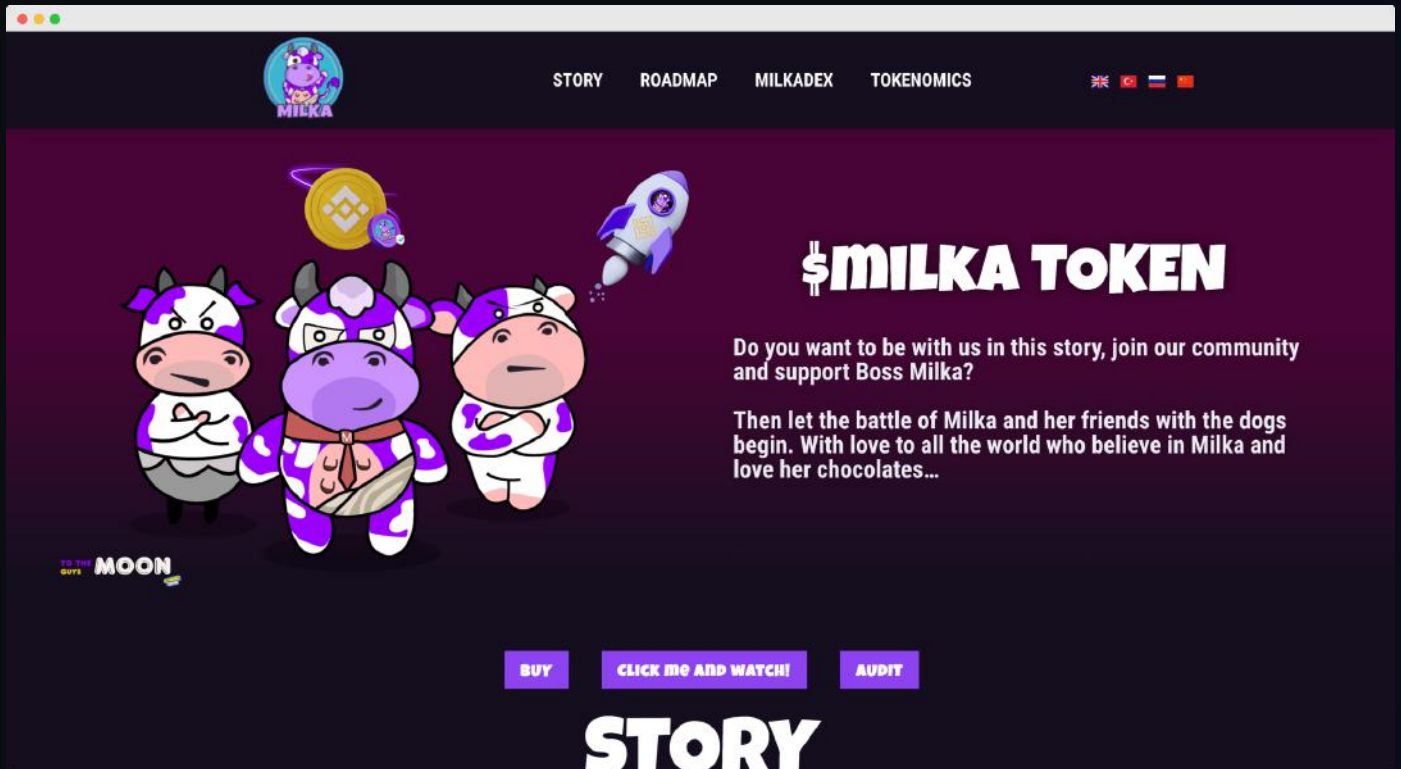 MILKA
STORY
ROADMAP
MILKADEX
TOKENOMICS
$MILKA TOKEN
Do you want to be with us in this story, join our community
and support Boss Milka?
Then let the battle of Milka and her friends with the dogs
begin. With love to all the world who believe in Milka and
love her chocolates...
M
TO THE
GUYS
MOON
BUY
CLICK me AND WATCH!
AUDIT
STORY